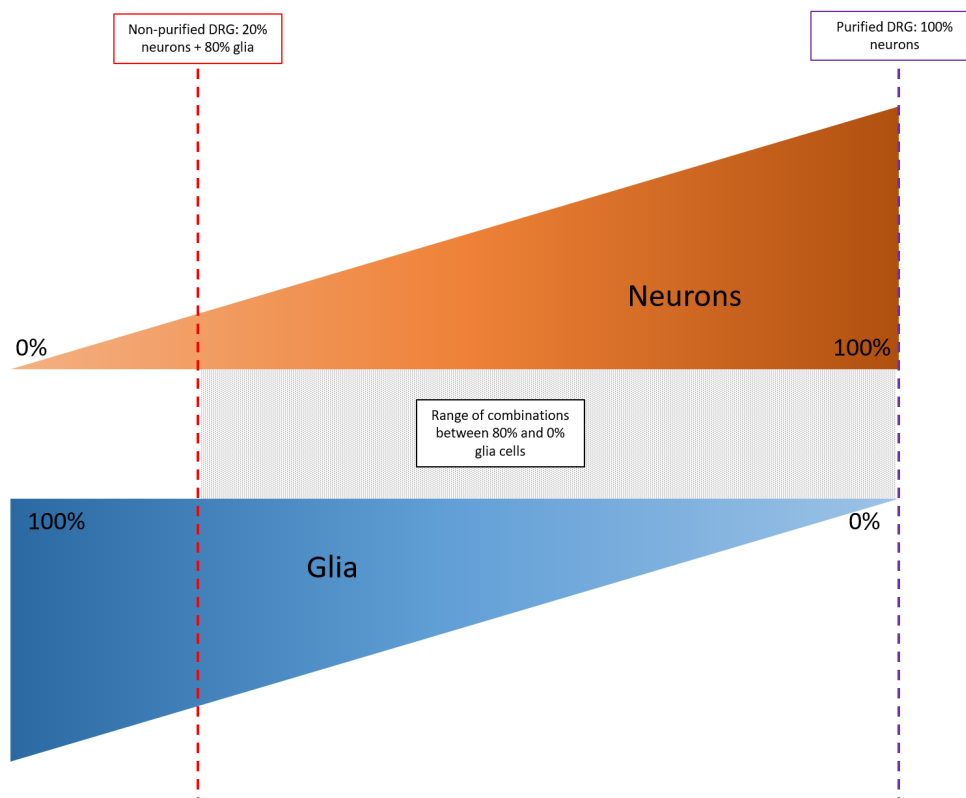 Non-purified DRG: 20%
neurons + 80% glia
Purified DRG: 100%
neurons
Neurons
0%
100%
Range of combinations
between 80% and 0%
glia cells
100%
0%
Glia